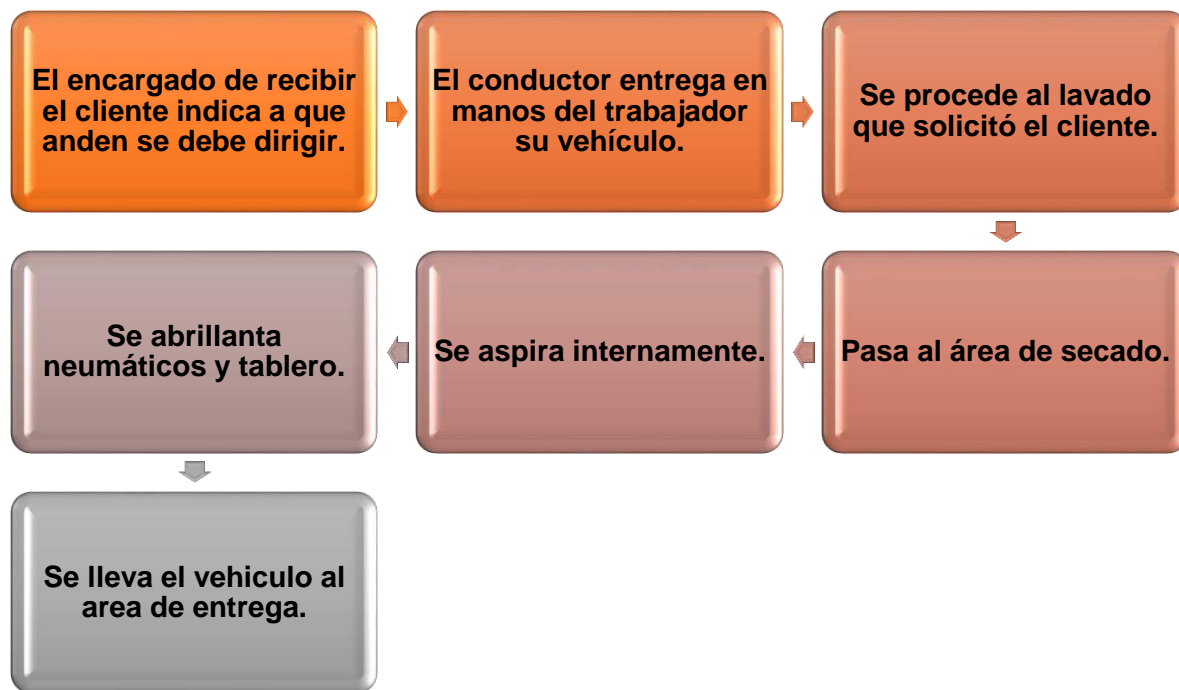 El encargado de recibir
el cliente indica a que
anden se debe dirigir.
El conductor entrega en
manos del trabajador
su vehículo.
Se procede al lavado
que solicitó el cliente.
Pasa al área de secado.
Se aspira internamente.
Se abrillanta
neumáticos y tablero.
Se lleva el vehiculo al
area de entrega.